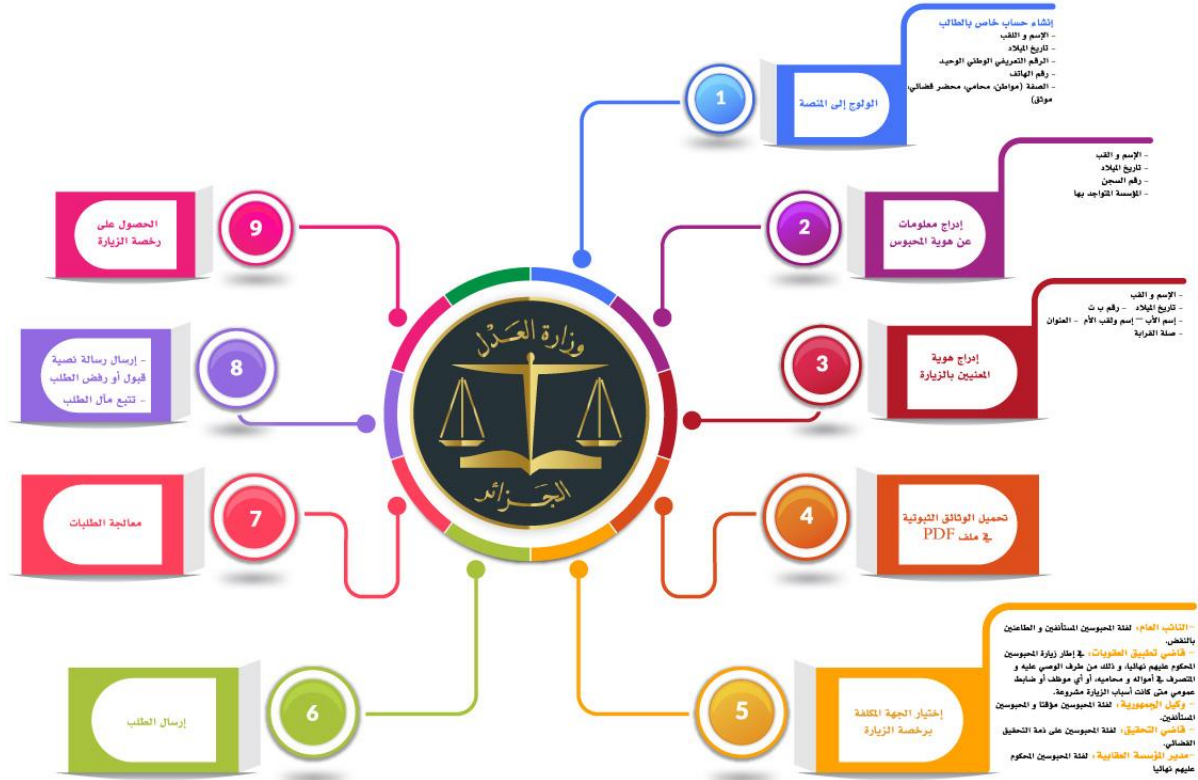 إنشاء حساب خاص بالطالب
- الإسم و اللقب
- تاريخ الميلاد
- الرقم التعريفي الوطني الوحيد
- رقم الهاتف
- الصفة (مواطن، محامي، محضر قضائي،
موثق)
1
الولوج إلى المنصة
- الإسم و القب
- تاريخ الميلاد
- رقم السجن
- المؤسسة المتواجد بها
2
إدراج معلومات
عن هوية المحبوس
- الإسم و القب
- تاريخ الميلاد - رقم ب ت
- إسم الأب – إسم ولقب الأم - العنوان
- صلة القرابة
3
إدراج هوية
المعنيين بالزيارة
4
تحميل الوثائق الثبوتية
في ملف PDF
- النائب العام: لفئة المحبوسين المستأنفين و الطاعنين
بالنقض.
- قاضي تطبيق العقوبات: في إطار زيارة المحبوسين
المحكوم عليهم نهائيا، و ذلك من طرف الوصي عليه و
المتصرف في أمواله و محاميه، أو أي موظف أو ضابط
عمومي متى كانت أسباب الزيارة مشروعة.
- وكيل الجمهورية: لفئة المحبوسين مؤقتا و المحبوسين
المستأنفين.
- قاضي التحقيق: لفئة المحبوسين على ذمة التحقيق
القضائي.
- مدير المؤسسة العقابية: لفئة المحبوسين المحكوم
عليهم نهائيا
5
إختيار الجهة المكلفة
برخصة الزيارة
6
إرسال الطلب
7
معالجة الطلبات
8
- إرسال رسالة نصية
قبول أو رفض الطلب
- تتبع مأل الطلب
9
الحصول على
رخصة الزيارة
وزارة العدل
الجزائر